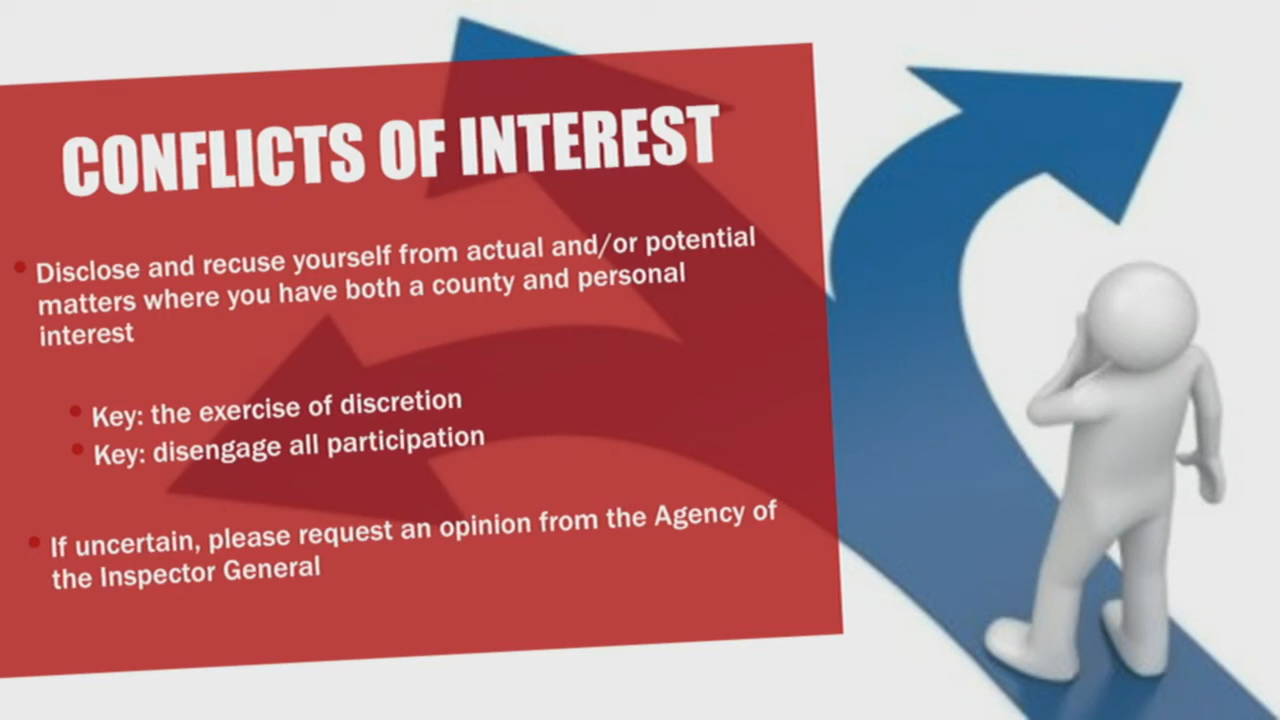 CONFLICTS OF INTEREST
• Disclose and recuse yourself from actual and/or potential
matters where you have both a county and personal
interest
• Key: the exercise of discretion
• Key: disengage all participation
• If uncertain, please request an opinion from the Agency of
the Inspector General